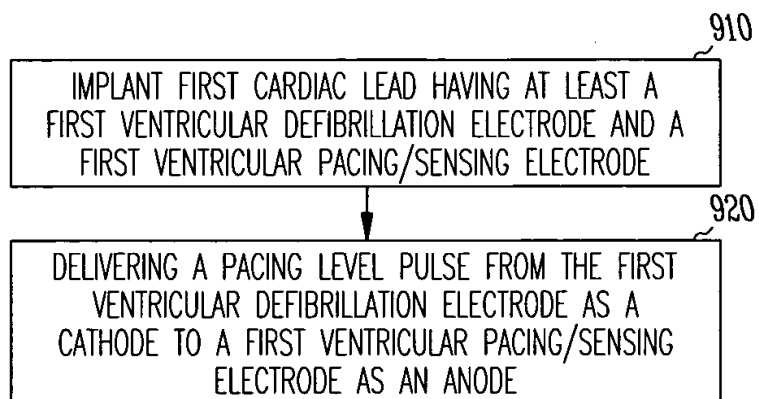 910
IMPLANT FIRST CARDIAC LEAD HAVING AT LEAST A
FIRST VENTRICULAR DEFIBRILLATION ELECTRODE AND A
FIRST VENTRICULAR PACING/SENSING ELECTRODE
920
DELIVERING A PACING LEVEL PULSE FROM THE FIRST
VENTRICULAR DEFIBRILLATION ELECTRODE AS A
CATHODE TO A FIRST VENTRICULAR PACING/SENSING
ELECTRODE AS AN ANODE